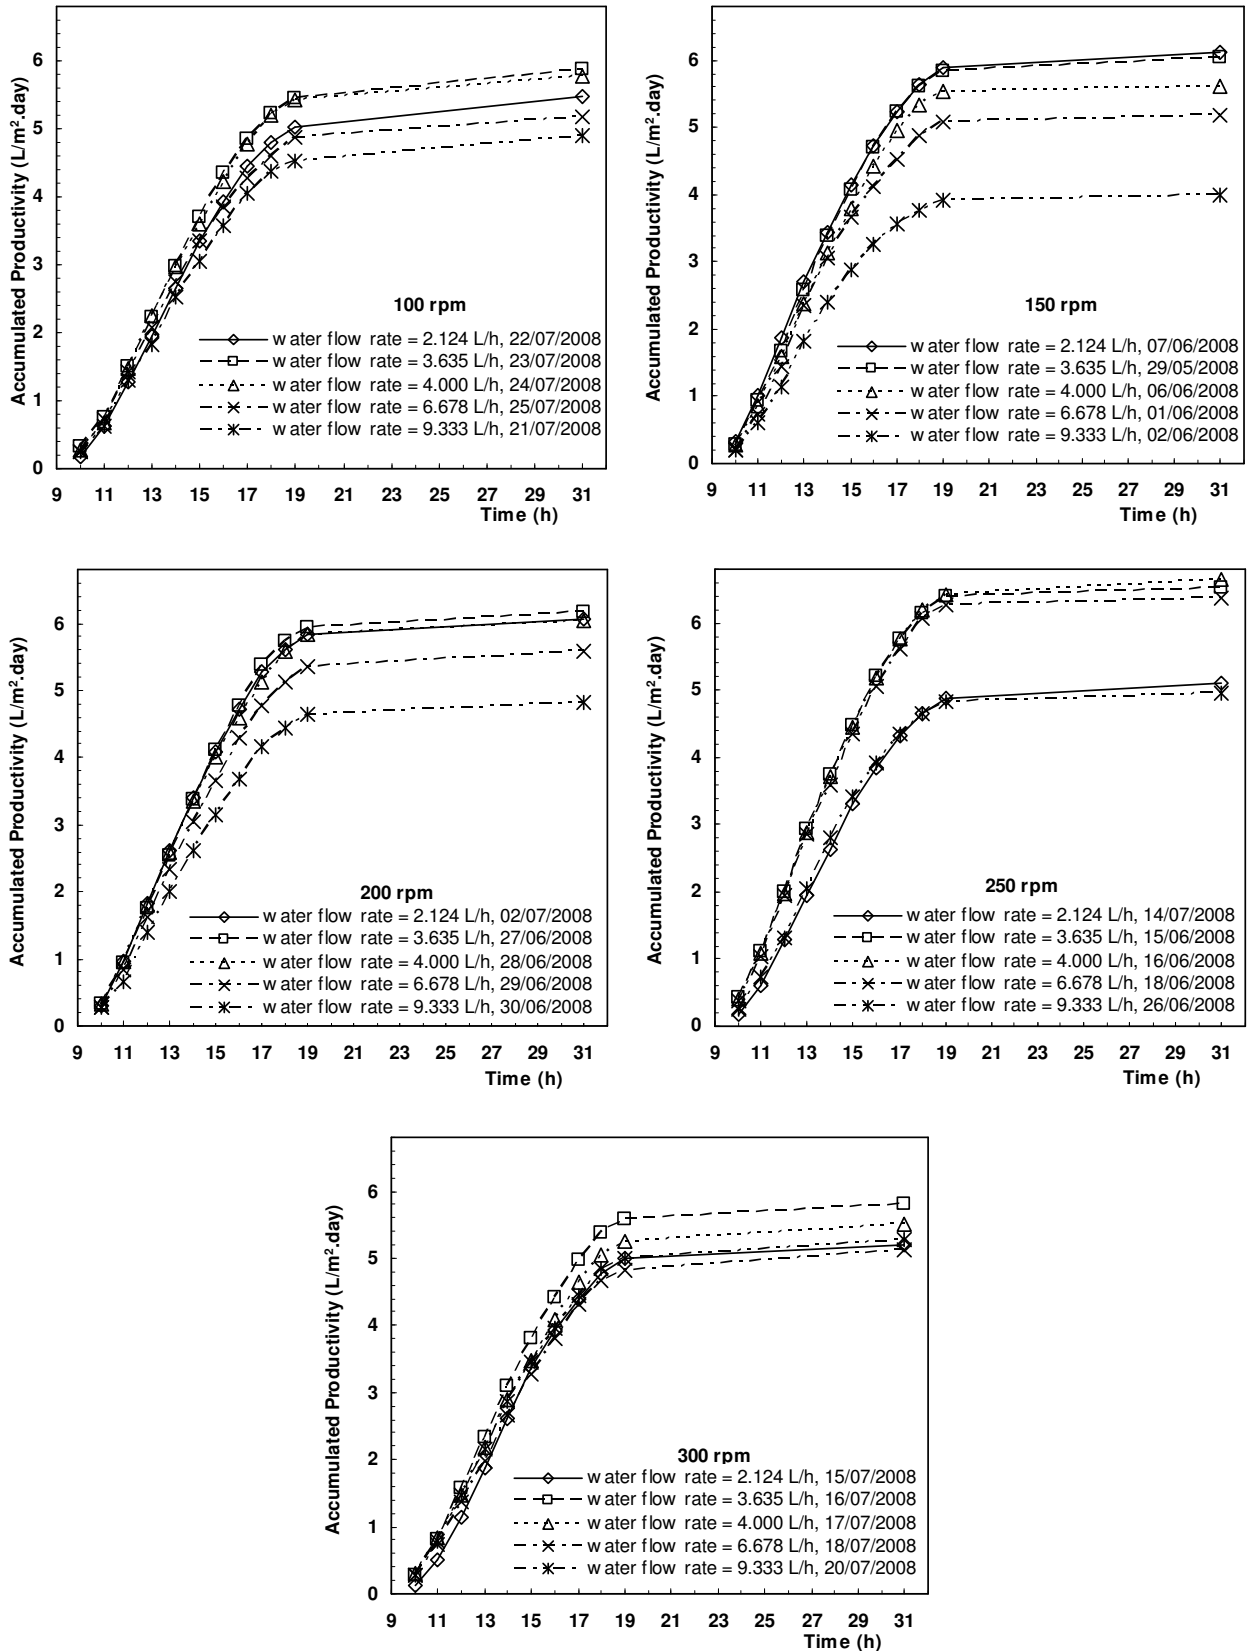 Accumulated Productivity (L/m².day)
6
5
4
3
2
1
0
100 rpm
water flow rate = 2.124 L/h, 22/07/2008
water flow rate = 3.635 L/h, 23/07/2008
water flow rate = 4.000 L/h, 24/07/2008
water flow rate = 6.678 L/h, 25/07/2008
water flow rate = 9.333 L/h, 21/07/2008
9 11 13 15 17 19 21 23 25 27 29 31
Time (h)
Accumulated Productivity (L/m².day)
6
5
4
3
2
1
0
150 rpm
water flow rate = 2.124 L/h, 07/06/2008
water flow rate = 3.635 L/h, 29/05/2008
water flow rate = 4.000 L/h, 06/06/2008
water flow rate = 6.678 L/h, 01/06/2008
water flow rate = 9.333 L/h, 02/06/2008
9 11 13 15 17 19 21 23 25 27 29 31
Time (h)
Accumulated Productivity (L/m².day)
6
5
4
3
2
1
0
200 rpm
water flow rate = 2.124 L/h, 02/07/2008
water flow rate = 3.635 L/h, 27/06/2008
water flow rate = 4.000 L/h, 28/06/2008
water flow rate = 6.678 L/h, 29/06/2008
water flow rate = 9.333 L/h, 30/06/2008
9 11 13 15 17 19 21 23 25 27 29 31
Time (h)
Accumulated Productivity (L/m².day)
6
5
4
3
2
1
0
250 rpm
water flow rate = 2.124 L/h, 14/07/2008
water flow rate = 3.635 L/h, 15/06/2008
water flow rate = 4.000 L/h, 16/06/2008
water flow rate = 6.678 L/h, 18/06/2008
water flow rate = 9.333 L/h, 26/06/2008
9 11 13 15 17 19 21 23 25 27 29 31
Time (h)
Accumulated Productivity (L/m².day)
6
5
4
3
2
1
0
300 rpm
water flow rate = 2.124 L/h, 15/07/2008
water flow rate = 3.635 L/h, 16/07/2008
water flow rate = 4.000 L/h, 17/07/2008
water flow rate = 6.678 L/h, 18/07/2008
water flow rate = 9.333 L/h, 20/07/2008
9 11 13 15 17 19 21 23 25 27 29 31
Time (h)